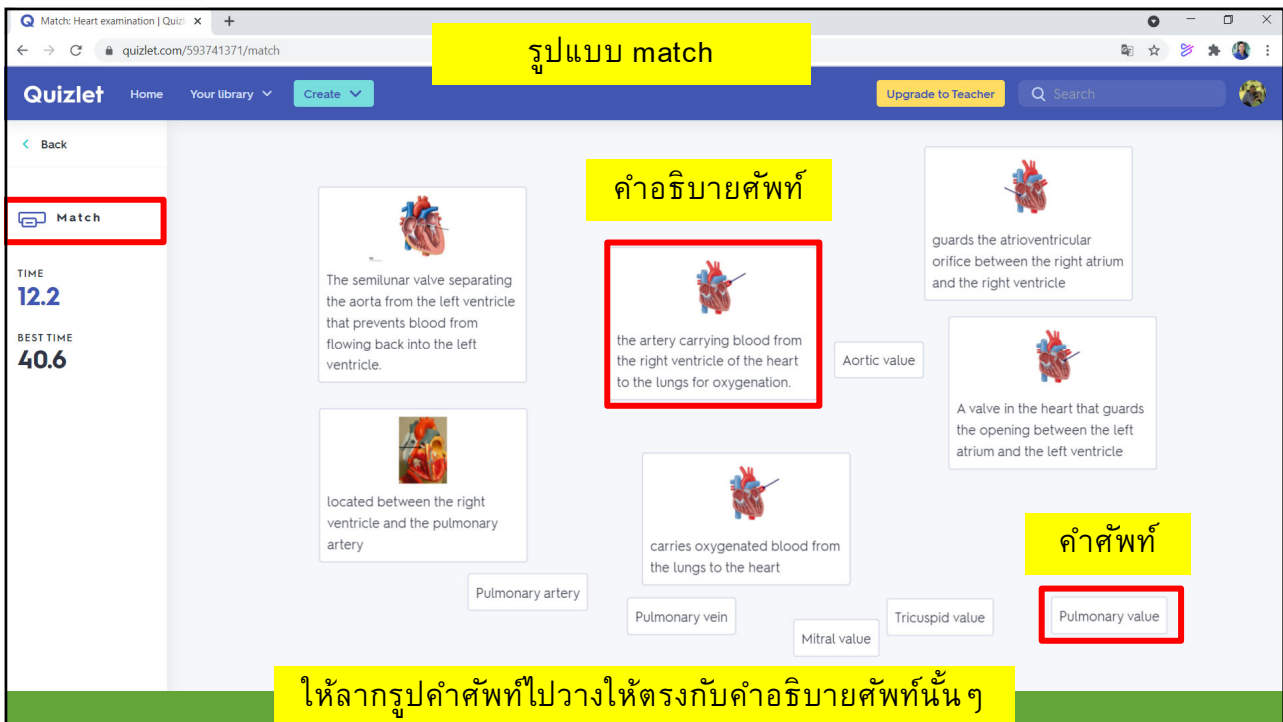 Match: Heart examination | Quizl
quizlet.com/593741371/match
รูปแบบ match
Quizlet
Home
Your library
Create
Upgrade to Teacher
Search
Back
Match
TIME
12.2
BEST TIME
40.6
The semilunar valve separating
the aorta from the left ventricle
that prevents blood from
flowing back into the left
ventricle.
คำอธิบายศัพท์
the artery carrying blood from
the right ventricle of the heart
to the lungs for oxygenation.
guards the atrioventricular
orifice between the right atrium
and the right ventricle
Aortic value
A valve in the heart that guards
the opening between the left
atrium and the left ventricle
located between the right
ventricle and the pulmonary
artery
carries oxygenated blood from
the lungs to the heart
คำศัพท์
Pulmonary artery
Pulmonary vein
Mitral value
Tricuspid value
Pulmonary value
ให้ลากรูปคำศัพท์ไปวางให้ตรงกับคำอธิบายศัพท์นั้นๆ